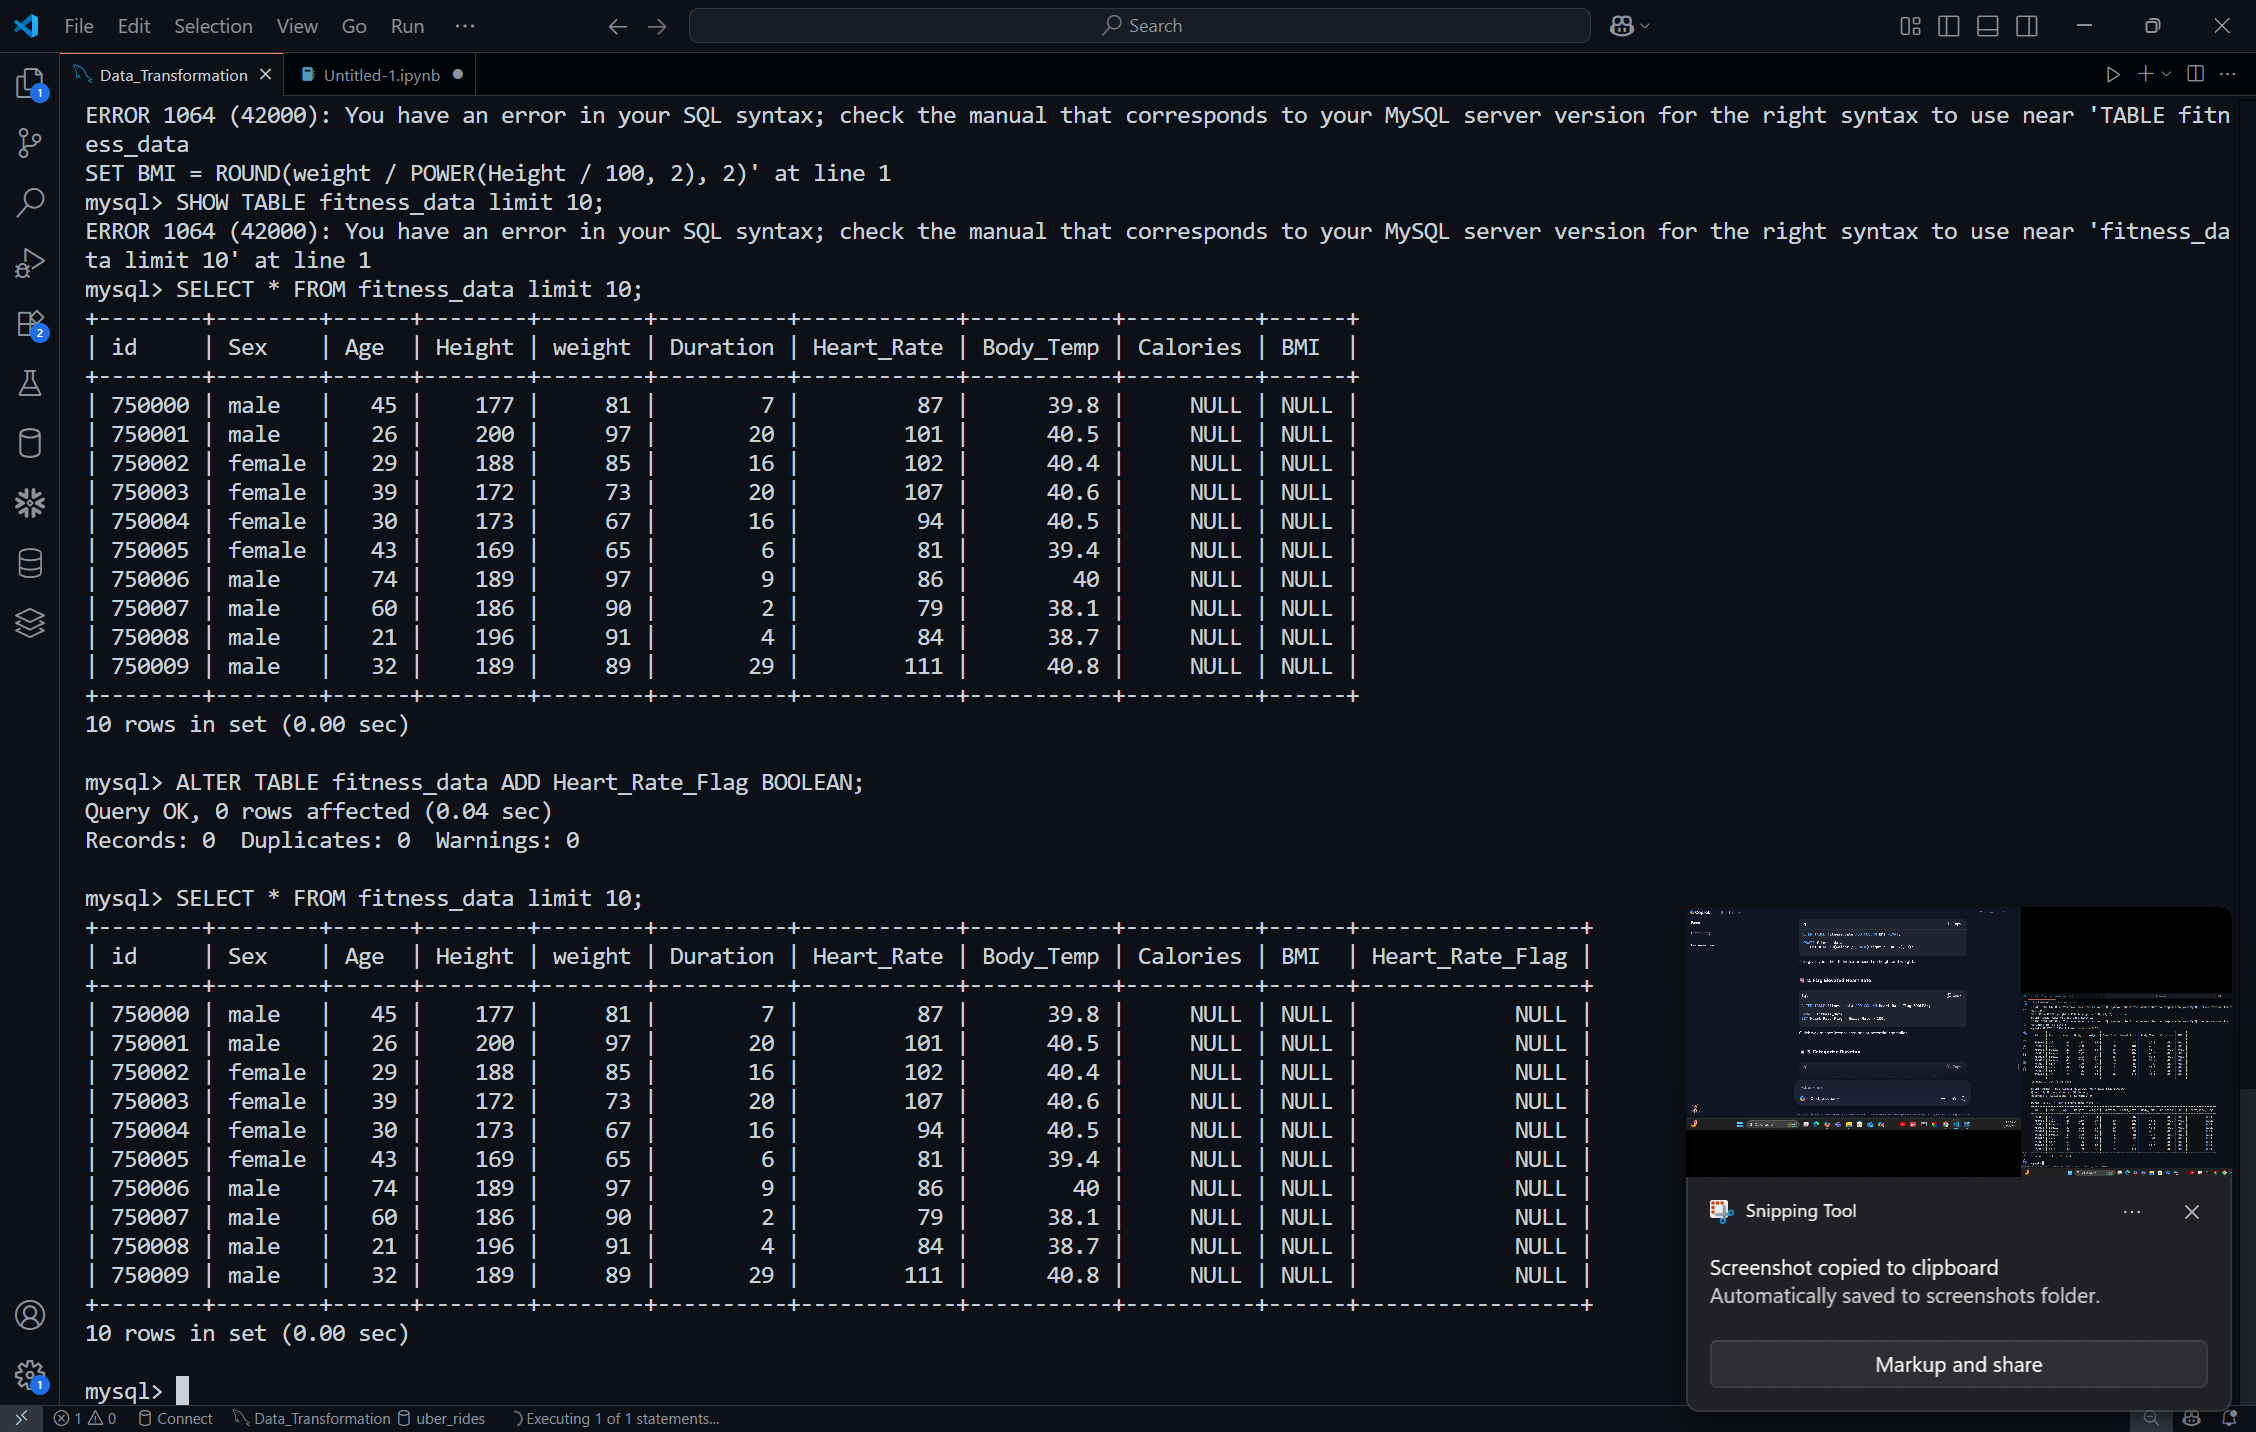 File Edit Selection View Go Run ··· Search
Data_Transformation Untitled-1.ipynb
ERROR 1064 (42000): You have an error in your SQL syntax; check the manual that corresponds to your MySQL server version for the right syntax to use near 'TABLE fitn
ess_data
SET BMI = ROUND(weight / POWER(Height / 100, 2), 2)' at line 1
mysql> SHOW TABLE fitness_data limit 10;
ERROR 1064 (42000): You have an error in your SQL syntax; check the manual that corresponds to your MySQL server version for the right syntax to use near 'fitness_da
ta limit 10' at line 1
mysql> SELECT * FROM fitness_data limit 10;
+--------+--------+------+--------+--------+----------+------------+-----------+----------+------+
| id     | Sex    | Age  | Height | weight | Duration | Heart_Rate | Body_Temp | Calories | BMI  |
+--------+--------+------+--------+--------+----------+------------+-----------+----------+------+
| 750000 | male   |   45 |    177 |     81 |        7 |         87 |      39.8 |     NULL | NULL |
| 750001 | male   |   26 |    200 |     97 |       20 |        101 |      40.5 |     NULL | NULL |
| 750002 | female |   29 |    188 |     85 |       16 |        102 |      40.4 |     NULL | NULL |
| 750003 | female |   39 |    172 |     73 |       20 |        107 |      40.6 |     NULL | NULL |
| 750004 | female |   30 |    173 |     67 |       16 |         94 |      40.5 |     NULL | NULL |
| 750005 | female |   43 |    169 |     65 |        6 |         81 |      39.4 |     NULL | NULL |
| 750006 | male   |   74 |    189 |     97 |        9 |         86 |        40 |     NULL | NULL |
| 750007 | male   |   60 |    186 |     90 |        2 |         79 |      38.1 |     NULL | NULL |
| 750008 | male   |   21 |    196 |     91 |        4 |         84 |      38.7 |     NULL | NULL |
| 750009 | male   |   32 |    189 |     89 |       29 |        111 |      40.8 |     NULL | NULL |
+--------+--------+------+--------+--------+----------+------------+-----------+----------+------+
10 rows in set (0.00 sec)
mysql> ALTER TABLE fitness_data ADD Heart_Rate_Flag BOOLEAN;
Query OK, 0 rows affected (0.04 sec)
Records: 0  Duplicates: 0  Warnings: 0
mysql> SELECT * FROM fitness_data limit 10;
+--------+--------+------+--------+--------+----------+------------+-----------+----------+------+-----------------+
| id     | Sex    | Age  | Height | weight | Duration | Heart_Rate | Body_Temp | Calories | BMI  | Heart_Rate_Flag |
+--------+--------+------+--------+--------+----------+------------+-----------+----------+------+-----------------+
| 750000 | male   |   45 |    177 |     81 |        7 |         87 |      39.8 |     NULL | NULL |            NULL |
| 750001 | male   |   26 |    200 |     97 |       20 |        101 |      40.5 |     NULL | NULL |            NULL |
| 750002 | female |   29 |    188 |     85 |       16 |        102 |      40.4 |     NULL | NULL |            NULL |
| 750003 | female |   39 |    172 |     73 |       20 |        107 |      40.6 |     NULL | NULL |            NULL |
| 750004 | female |   30 |    173 |     67 |       16 |         94 |      40.5 |     NULL | NULL |            NULL |
| 750005 | female |   43 |    169 |     65 |        6 |         81 |      39.4 |     NULL | NULL |            NULL |
| 750006 | male   |   74 |    189 |     97 |        9 |         86 |        40 |     NULL | NULL |            NULL |
| 750007 | male   |   60 |    186 |     90 |        2 |         79 |      38.1 |     NULL | NULL |            NULL |
| 750008 | male   |   21 |    196 |     91 |        4 |         84 |      38.7 |     NULL | NULL |            NULL |
| 750009 | male   |   32 |    189 |     89 |       29 |        111 |      40.8 |     NULL | NULL |            NULL |
+--------+--------+------+--------+--------+----------+------------+-----------+----------+------+-----------------+
10 rows in set (0.00 sec)
mysql>
Snipping Tool
Screenshot copied to clipboard
Automatically saved to screenshots folder.
Markup and share
1
2
1
1 0 Connect Data_Transformation uber_rides Executing 1 of 1 statements...